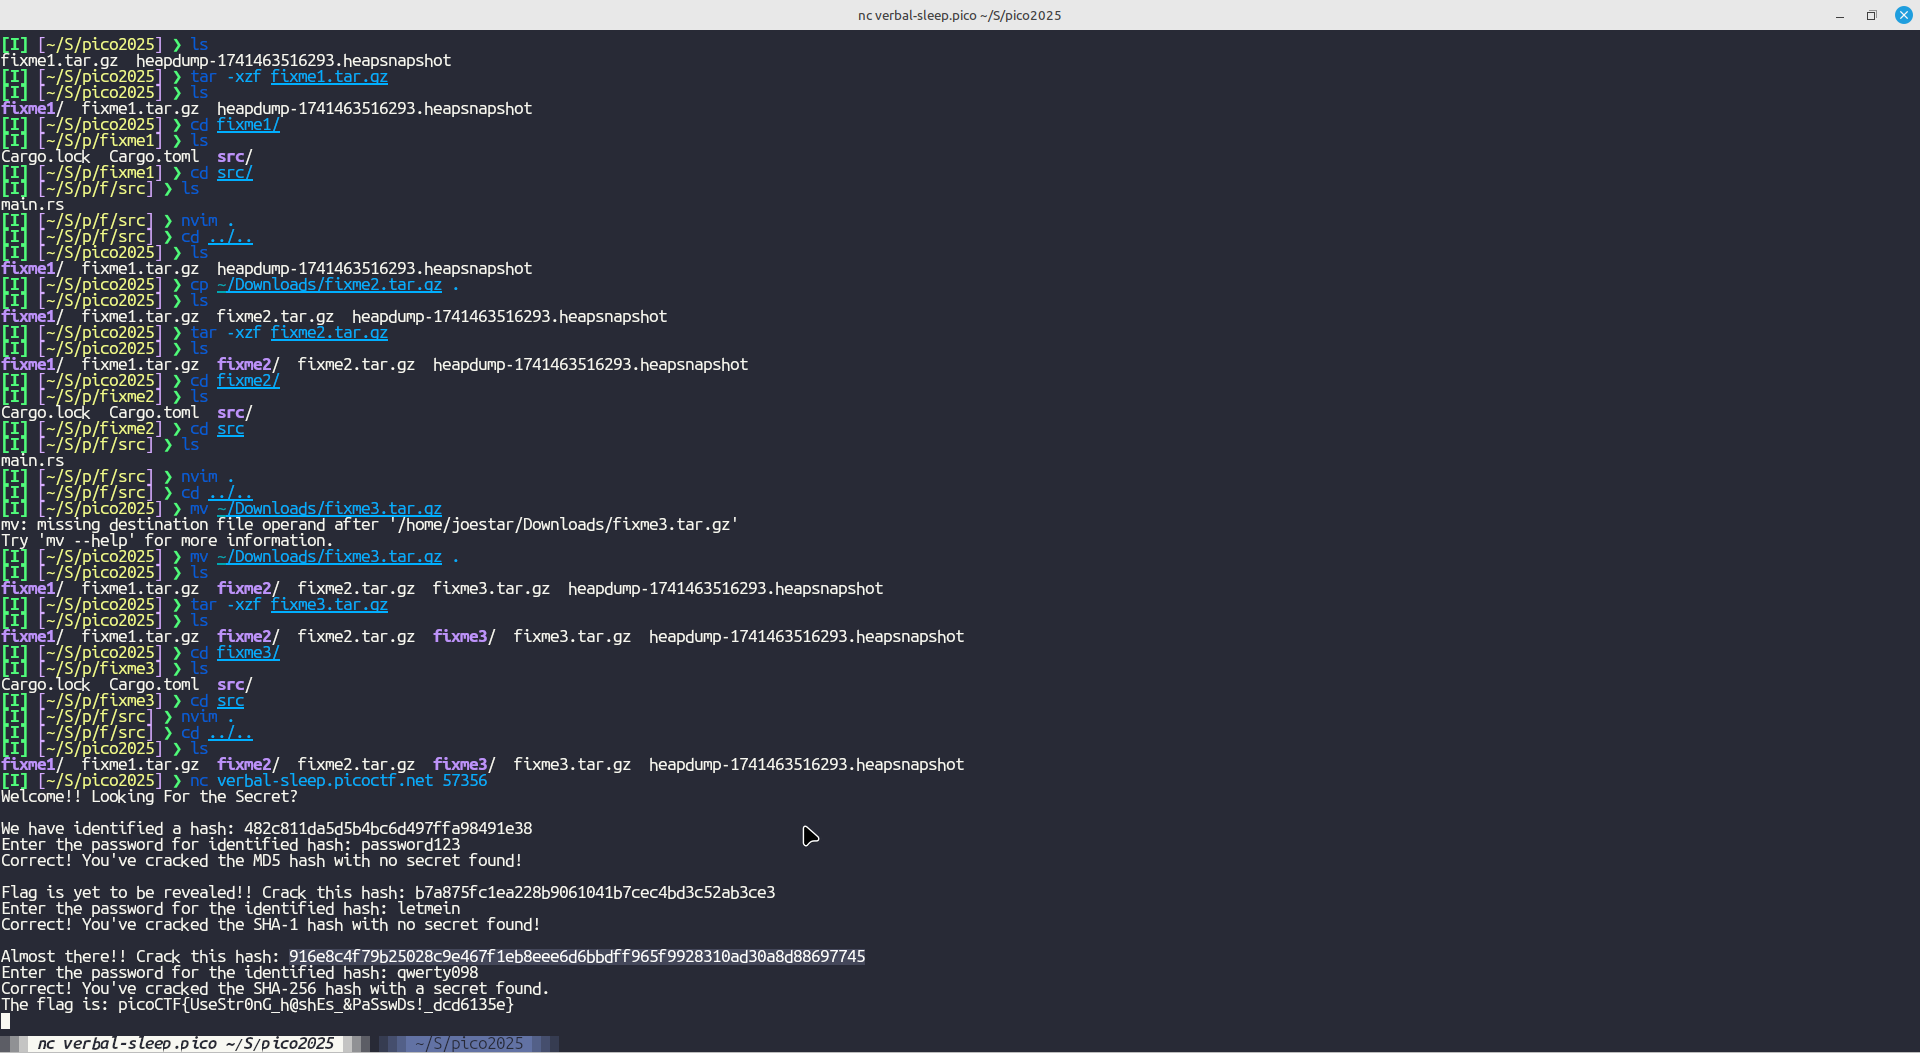 nc verbal-sleep.pico ~/S/pico2025
[I] [~/S/pico2025] ❯ ls
fixme1.tar.gz  heapdump-1741463516293.heapsnapshot
[I] [~/S/pico2025] ❯ tar -xzf fixme1.tar.gz
[I] [~/S/pico2025] ❯ ls
fixme1/  fixme1.tar.gz  heapdump-1741463516293.heapsnapshot
[I] [~/S/pico2025] ❯ cd fixme1/
[I] [~/S/p/fixme1] ❯ ls
Cargo.lock  Cargo.toml  src/
[I] [~/S/p/fixme1] ❯ cd src/
[I] [~/S/p/f/src] ❯ ls
main.rs
[I] [~/S/p/f/src] ❯ nvim .
[I] [~/S/p/f/src] ❯ cd ../..
[I] [~/S/pico2025] ❯ ls
fixme1/  fixme1.tar.gz  heapdump-1741463516293.heapsnapshot
[I] [~/S/pico2025] ❯ cp ~/Downloads/fixme2.tar.gz .
[I] [~/S/pico2025] ❯ ls
fixme1/  fixme1.tar.gz  fixme2.tar.gz  heapdump-1741463516293.heapsnapshot
[I] [~/S/pico2025] ❯ tar -xzf fixme2.tar.gz
[I] [~/S/pico2025] ❯ ls
fixme1/  fixme1.tar.gz  fixme2/  fixme2.tar.gz  heapdump-1741463516293.heapsnapshot
[I] [~/S/pico2025] ❯ cd fixme2/
[I] [~/S/p/fixme2] ❯ ls
Cargo.lock  Cargo.toml  src/
[I] [~/S/p/fixme2] ❯ cd src
[I] [~/S/p/f/src] ❯ ls
main.rs
[I] [~/S/p/f/src] ❯ nvim .
[I] [~/S/p/f/src] ❯ cd ../..
[I] [~/S/pico2025] ❯ mv ~/Downloads/fixme3.tar.gz
mv: missing destination file operand after '/home/joestar/Downloads/fixme3.tar.gz'
Try 'mv --help' for more information.
[I] [~/S/pico2025] ❯ mv ~/Downloads/fixme3.tar.gz .
[I] [~/S/pico2025] ❯ ls
fixme1/  fixme1.tar.gz  fixme2/  fixme2.tar.gz  fixme3.tar.gz  heapdump-1741463516293.heapsnapshot
[I] [~/S/pico2025] ❯ tar -xzf fixme3.tar.gz
[I] [~/S/pico2025] ❯ ls
fixme1/  fixme1.tar.gz  fixme2/  fixme2.tar.gz  fixme3/  fixme3.tar.gz  heapdump-1741463516293.heapsnapshot
[I] [~/S/pico2025] ❯ cd fixme3/
[I] [~/S/p/fixme3] ❯ ls
Cargo.lock  Cargo.toml  src/
[I] [~/S/p/fixme3] ❯ cd src
[I] [~/S/p/f/src] ❯ nvim .
[I] [~/S/p/f/src] ❯ cd ../..
[I] [~/S/pico2025] ❯ ls
fixme1/  fixme1.tar.gz  fixme2/  fixme2.tar.gz  fixme3/  fixme3.tar.gz  heapdump-1741463516293.heapsnapshot
[I] [~/S/pico2025] ❯ nc verbal-sleep.picoctf.net 57356
Welcome!! Looking For the Secret?
We have identified a hash: 482c811da5d5b4bc6d497ffa98491e38
Enter the password for identified hash: password123
Correct! You've cracked the MD5 hash with no secret found!
Flag is yet to be revealed!! Crack this hash: b7a875fc1ea228b9061041b7cec4bd3c52ab3ce3
Enter the password for the identified hash: letmein
Correct! You've cracked the SHA-1 hash with no secret found!
Almost there!! Crack this hash: 916e8c4f79b25028c9e467f1eb8eee6d6bbdff965f9928310ad30a8d88697745
Enter the password for the identified hash: qwerty098
Correct! You've cracked the SHA-256 hash with a secret found.
The flag is: picoCTF{UseStr0nG_h@shEs_&PaSswDs!_dcd6135e}
nc verbal-sleep.pico ~/S/pico2025  ~/S/pico2025